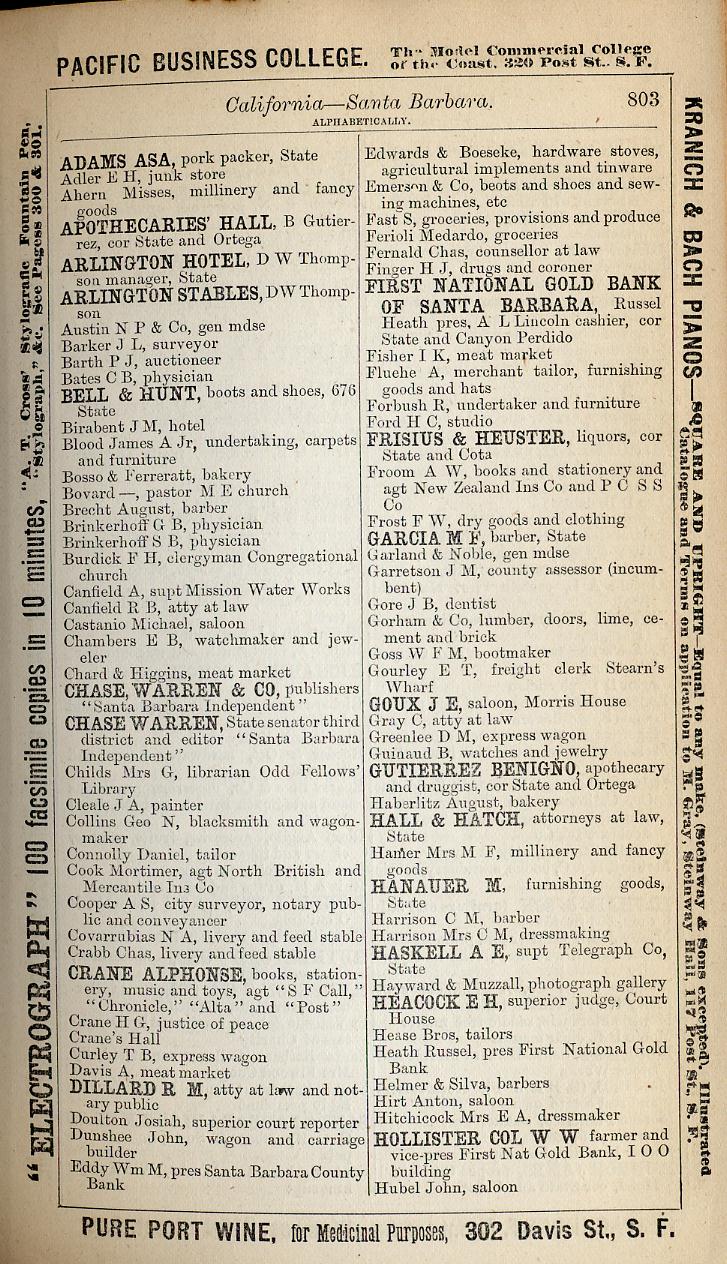 PACIFIC BUSINESS COLLEGE. The Model Commercial College
of the Coast, 320 Post St., S. F.
California—Santa Barbara. 803
ALPHABETICALLY.
ADAMS ASA, pork packer, State
Adler E H, junk store
Ahern Misses, millinery and fancy
goods
APOTHECARIES' HALL, B Gutier-
rez, cor State and Ortega
ARLINGTON HOTEL, D W Thomp-
son manager, State
ARLINGTON STABLES, D W Thomp-
son
Austin N P & Co, gen mdse
Barker J L, surveyor
Barth P J, auctioneer
Bates C B, physician
BELL & HUNT, boots and shoes, 676
State
Birabent J M, hotel
Blood James A Jr, undertaking, carpets
and furniture
Bosso & Ferreratt, bakery
Bovard —, pastor M E church
Brecht August, barber
Brinkerhoff G B, physician
Brinkerhoff S B, physician
Burdick F H, clergyman Congregational
church
Canfield A, supt Mission Water Works
Canfield R B, atty at law
Castanio Michael, saloon
Chambers E B, watchmaker and jew-
eler
Chard & Higgins, meat market
CHASE, WARREN & CO, publishers
"Santa Barbara Independent"
CHASE WARREN, State senator third
district and editor "Santa Barbara
Independent"
Childs Mrs G, librarian Odd Fellows'
Library
Cleale J A, painter
Collins Geo N, blacksmith and wagon-
maker
Connolly Daniel, tailor
Cook Mortimer, agt North British and
Mercantile Ins Co
Cooper A S, city surveyor, notary pub-
lic and conveyancer
Covarrubias N A, livery and feed stable
Crabb Chas, livery and feed stable
CRANE ALPHONSE, books, station-
ery, music and toys, agt "S F Call,"
"Chronicle," "Alta" and "Post"
Crane H G, justice of peace
Crane's Hall
Curley T B, express wagon
Davis A, meat market
DILLARD R M, atty at law and not-
ary public
Doulton Josiah, superior court reporter
Dunshee John, wagon and carriage
builder
Eddy Wm M, pres Santa Barbara County
Bank
Edwards & Boeseke, hardware stoves,
agricultural implements and tinware
Emerson & Co, boots and shoes and sew-
ing machines, etc
Fast S, groceries, provisions and produce
Ferioli Medardo, groceries
Fernald Chas, counsellor at law
Finger H J, drugs and coroner
FIRST NATIONAL GOLD BANK
OF SANTA BARBARA, Russel
Heath pres, A L Lincoln cashier, cor
State and Canyon Perdido
Fisher I K, meat market
Fluehe A, merchant tailor, furnishing
goods and hats
Forbush R, undertaker and furniture
Ford H C, studio
FRISIUS & HEUSTER, liquors, cor
State and Cota
Froom A W, books and stationery and
agt New Zealand Ins Co and P C S S
Co
Frost F W, dry goods and clothing
GARCIA M F, barber, State
Garland & Noble, gen mdse
Garretson J M, county assessor (incum-
bent)
Gore J B, dentist
Gorham & Co, lumber, doors, lime, ce-
ment and brick
Goss W F M, bootmaker
Gourley E T, freight clerk Stearn's
Wharf
GOUX J E, saloon, Morris House
Gray C, atty at law
Greenlee D M, express wagon
Guinaud B, watches and jewelry
GUTIERREZ BENIGNO, apothecary
and druggist, cor State and Ortega
Haberlitz August, bakery
HALL & HATCH, attorneys at law,
State
Hamer Mrs M F, millinery and fancy
goods
HANAUER M, furnishing goods,
State
Harrison C M, barber
Harrison Mrs C M, dressmaking
HASKELL A E, supt Telegraph Co,
State
Hayward & Muzzall, photograph gallery
HEACOCK E H, superior judge, Court
House
Hease Bros, tailors
Heath Russel, pres First National Gold
Bank
Helmer & Silva, barbers
Hirt Anton, saloon
Hitchicock Mrs E A, dressmaker
HOLLISTER COL W W farmer and
vice-pres First Nat Gold Bank, I O O
building
Hubel John, saloon
"ELECTROGRAPH" 100 facsimile copies in 10 minutes, "A. T. Cross' Stylografic Fountain Pen,
"Stylograph," &c. See Pages 300 & 301.
KRANICH & BACH PIANOS—SQUARE AND UPRIGHT—Equal to any make, (Steinway & Sons excepted). Illustrated
Catalogue and Terms on application to M. Gray, Steinway Hall, 117 Post St., S. F.
PURE PORT WINE, for Medicinal Purposes, 302 Davis St., S. F.